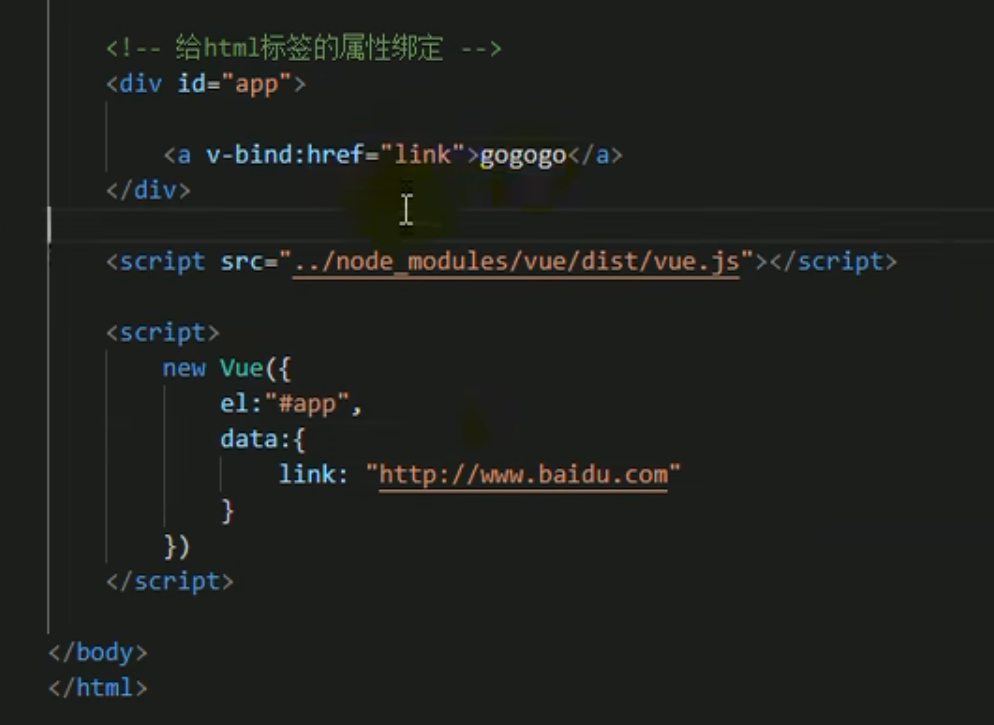 <!-- 给html标签的属性绑定 -->
<div id="app">
<a v-bind:href="link">gogogo</a>
</div>
<script src="../node_modules/vue/dist/vue.js"></script>
<script>
new Vue({
el:"#app",
data:{
link: "http://www.baidu.com"
}
})
</script>
</body>
</html>